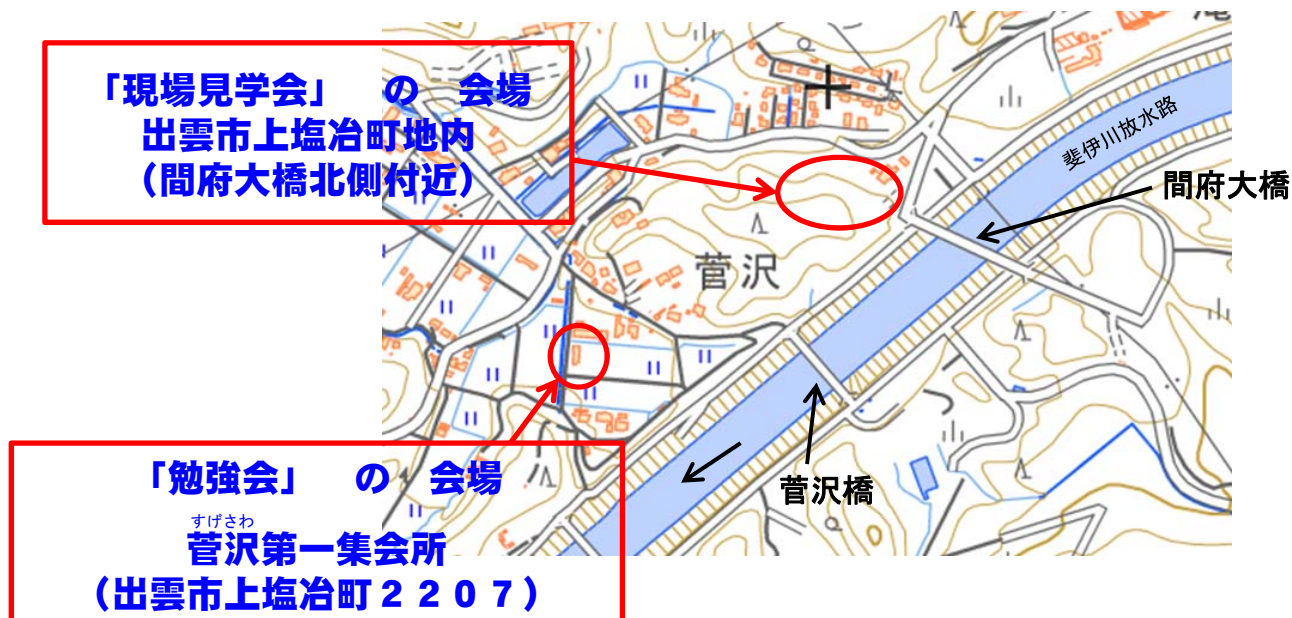 「現場見学会」 の 会場
出雲市上塩冶町地内
(間府大橋北側付近)
斐伊川放水路
間府大橋
菅沢
菅沢橋
「勉強会」 の 会場
すげさわ
菅沢第一集会所
(出雲市上塩冶町2207)